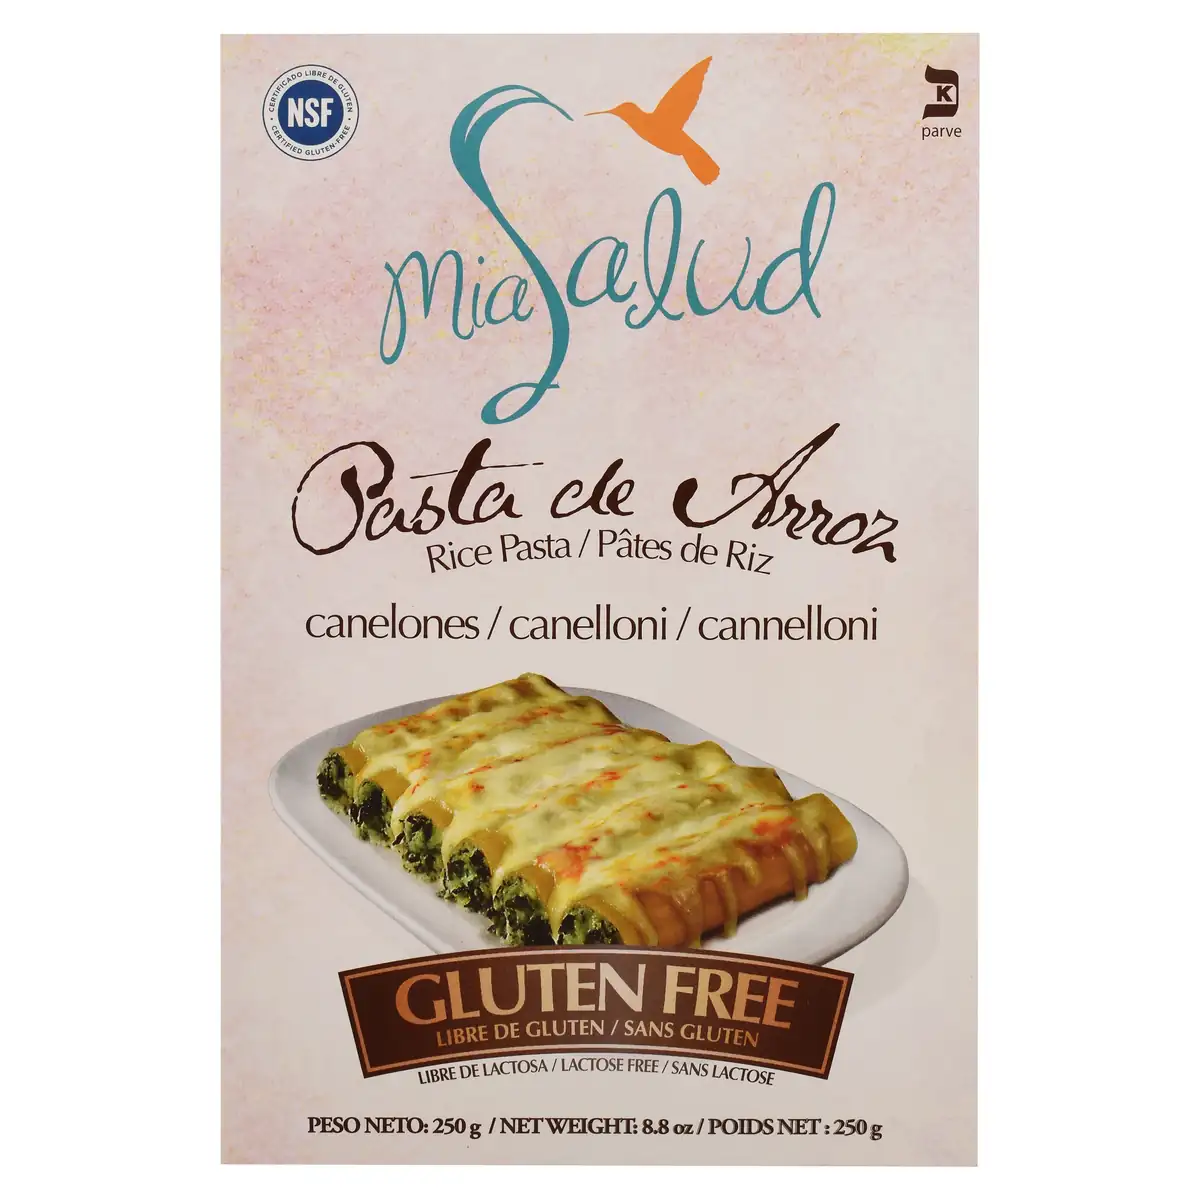 CERTIFICADO LIBRE DE GLUTEN
NSF
CERTIFIED GLUTEN-FREE
K
parve
mia Salud
Pasta de Arroz
Rice Pasta / Pâtes de Riz
canelones / canelloni / cannelloni
GLUTEN FREE
LIBRE DE GLUTEN / SANS GLUTEN
LIBRE DE LACTOSA / LACTOSE FREE / SANS LACTOSE
PESO NETO: 250 g / NET WEIGHT: 8.8 oz / POIDS NET : 250 g